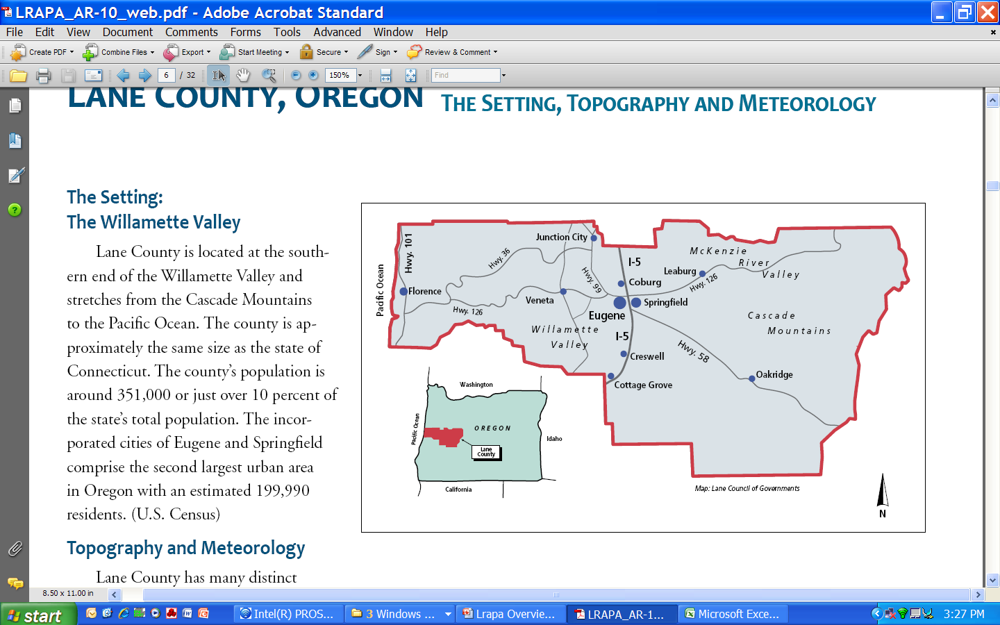 LRAPA_AR-10_web.pdf - Adobe Acrobat Standard
File Edit View Document Comments Forms Tools Advanced Window Help
Create PDF Combine Files Export Start Meeting Secure Sign Review & Comment
6 / 32 150% Find
LANE COUNTY, OREGON THE SETTING, TOPOGRAPHY AND METEOROLOGY
The Setting:
The Willamette Valley
Lane County is located at the south-
ern end of the Willamette Valley and
stretches from the Cascade Mountains
to the Pacific Ocean. The county is ap-
proximately the same size as the state of
Connecticut. The county's population is
around 351,000 or just over 10 percent of
the state's total population. The incor-
porated cities of Eugene and Springfield
comprise the second largest urban area
in Oregon with an estimated 199,990
residents. (U.S. Census)
Topography and Meteorology
Lane County has many distinct
Pacific Ocean
Hwy. 101
Florence
Hwy. 36
Hwy. 126
Junction City
Hwy. 99
Veneta
Willamette
Valley
I-5
Coburg
Eugene
Springfield
I-5
Creswell
Cottage Grove
McKenzie
River
Valley
Leaburg
Hwy. 126
Cascade
Mountains
Hwy. 58
Oakridge
Washington
Pacific Ocean
OREGON
Idaho
Lane
County
California
Map: Lane Council of Governments
N
8.50 x 11.00 in
start Intel(R) PROS... 3 Windows ... Lrapa Overvie... LRAPA_AR-1... Microsoft Exce... 3:27 PM